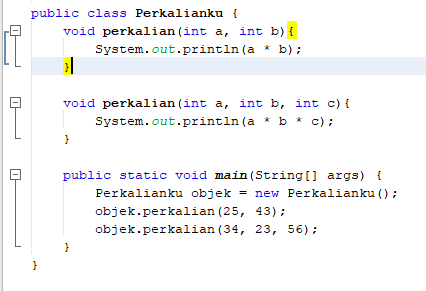 public class Perkalianku {
void perkalian(int a, int b){
System.out.println(a * b);
}
void perkalian(int a, int b, int c){
System.out.println(a * b * c);
}
public static void main(String[] args) {
Perkalianku objek = new Perkalianku();
objek.perkalian(25, 43);
objek.perkalian(34, 23, 56);
}
}